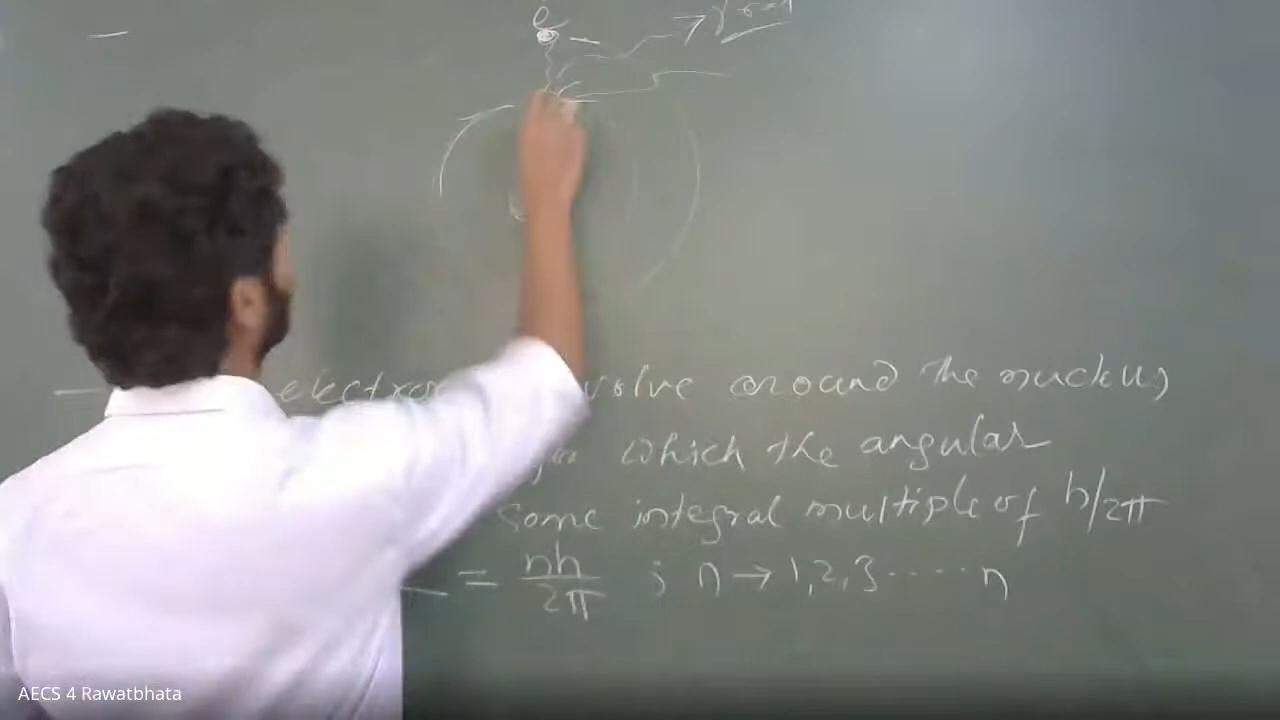 e
electro volve around the nucleus
which the angular
some integral multiple of h/2π
= nh/2π ; n → 1,2,3 ..... n
AECS 4 Rawatbhata